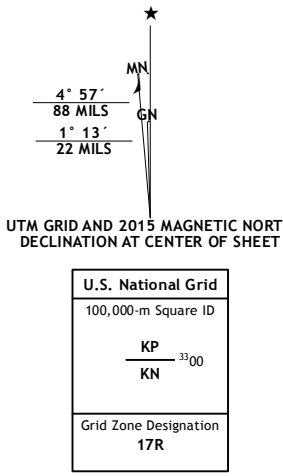 ★
MN
4° 57´
88 MILS
GN
1° 13´
22 MILS
UTM GRID AND 2015 MAGNETIC NORT
DECLINATION AT CENTER OF SHEET
U.S. National Grid
100,000-m Square ID
KP
3300
KN
Grid Zone Designation
17R